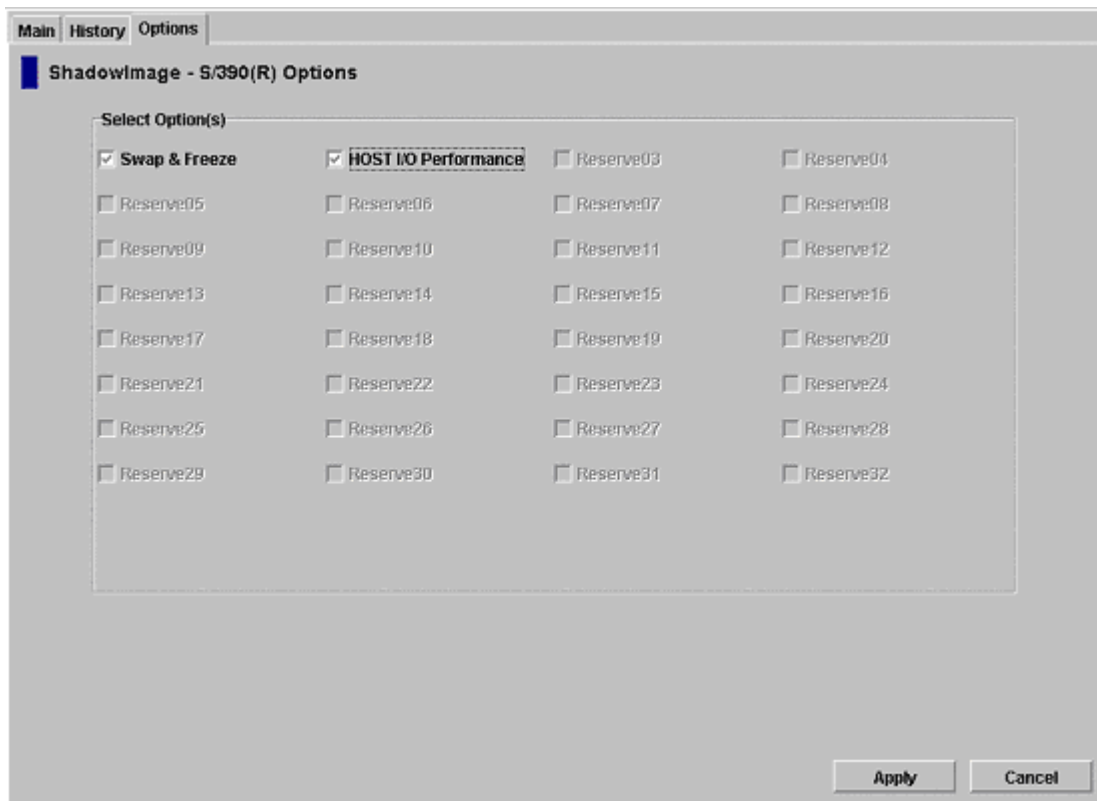 Main History Options
ShadowImage - S/390(R) Options
Select Option(s)
Swap & Freeze HOST I/O Performance Reserve03 Reserve04
Reserve05 Reserve06 Reserve07 Reserve08
Reserve09 Reserve10 Reserve11 Reserve12
Reserve13 Reserve14 Reserve15 Reserve16
Reserve17 Reserve18 Reserve19 Reserve20
Reserve21 Reserve22 Reserve23 Reserve24
Reserve25 Reserve26 Reserve27 Reserve28
Reserve29 Reserve30 Reserve31 Reserve32
Apply Cancel